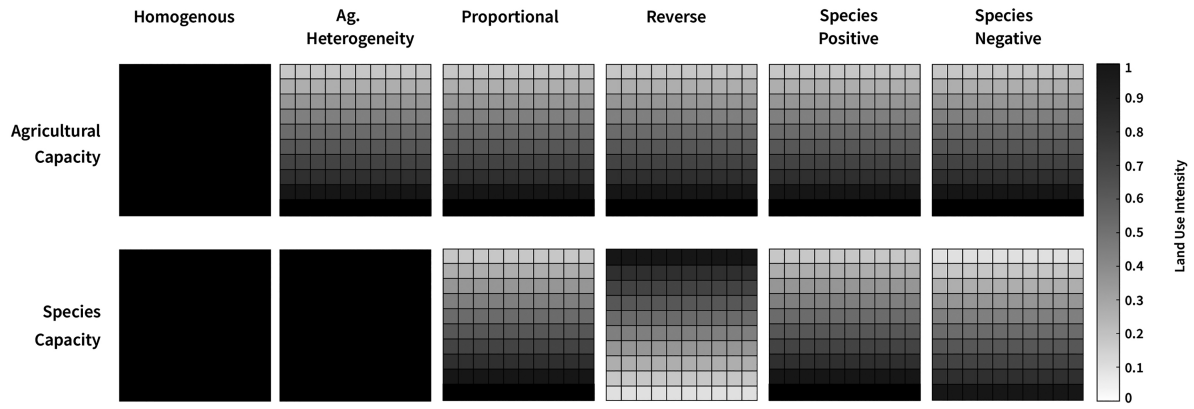 Homogenous
Ag.
Heterogeneity
Proportional
Reverse
Species
Positive
Species
Negative
Agricultural
Capacity
Species
Capacity
1
0.9
0.8
0.7
0.6
0.5
0.4
0.3
0.2
0.1
0
Land Use Intensity